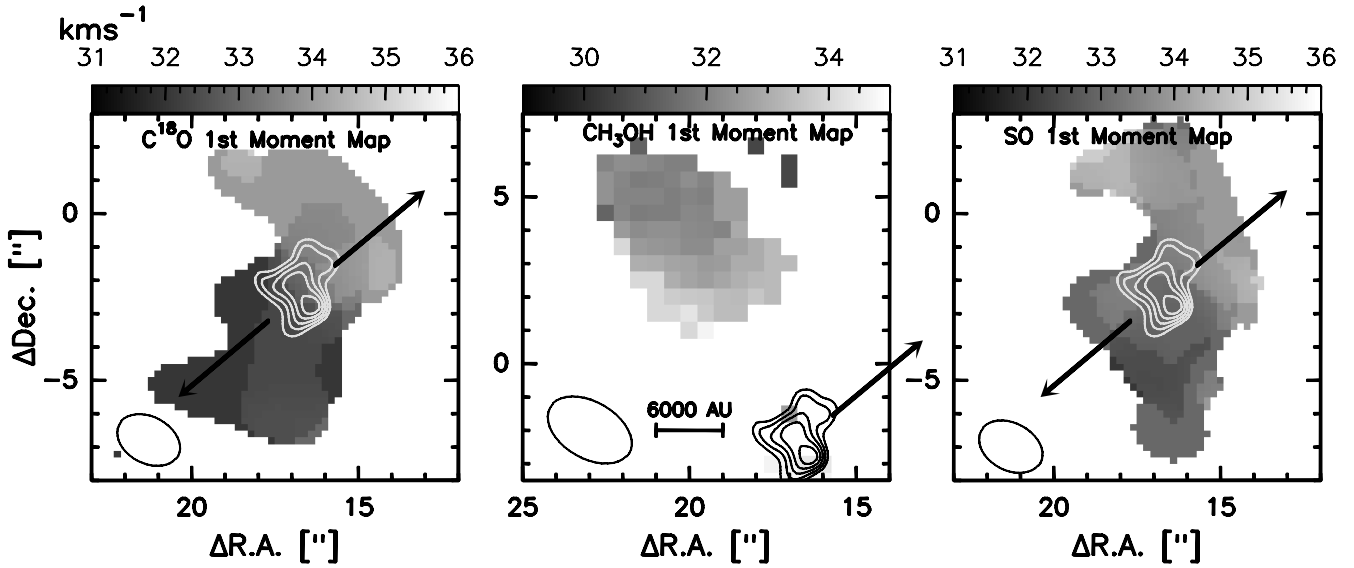 kms⁻¹
31 32 33 34 35 36 30 32 34 31 32 33 34 35 36
C¹⁸O 1st Moment Map CH₃OH 1st Moment Map SO 1st Moment Map
0 5 0
ΔDec. ["]
−5 0 −5
6000 AU
20 15 25 20 15 20 15
ΔR.A. ["] ΔR.A. ["] ΔR.A. ["]